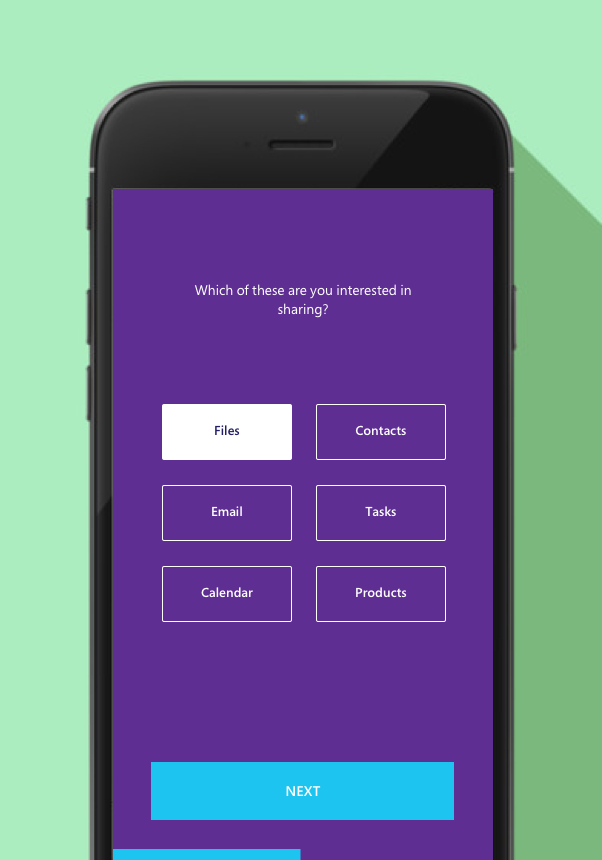 Which of these are you interested in
sharing?
Files
Contacts
Email
Tasks
Calendar
Products
NEXT